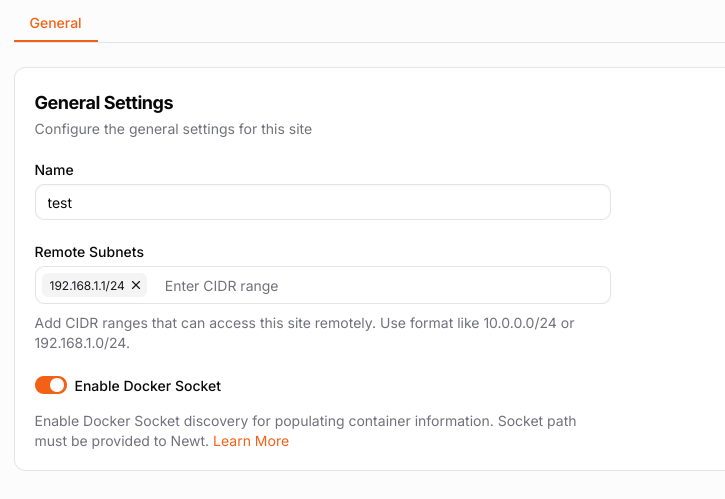 General
General Settings
Configure the general settings for this site
Name
test
Remote Subnets
192.168.1.1/24 ✕ Enter CIDR range
Add CIDR ranges that can access this site remotely. Use format like 10.0.0.0/24 or
192.168.1.0/24.
Enable Docker Socket
Enable Docker Socket discovery for populating container information. Socket path
must be provided to Newt. Learn More